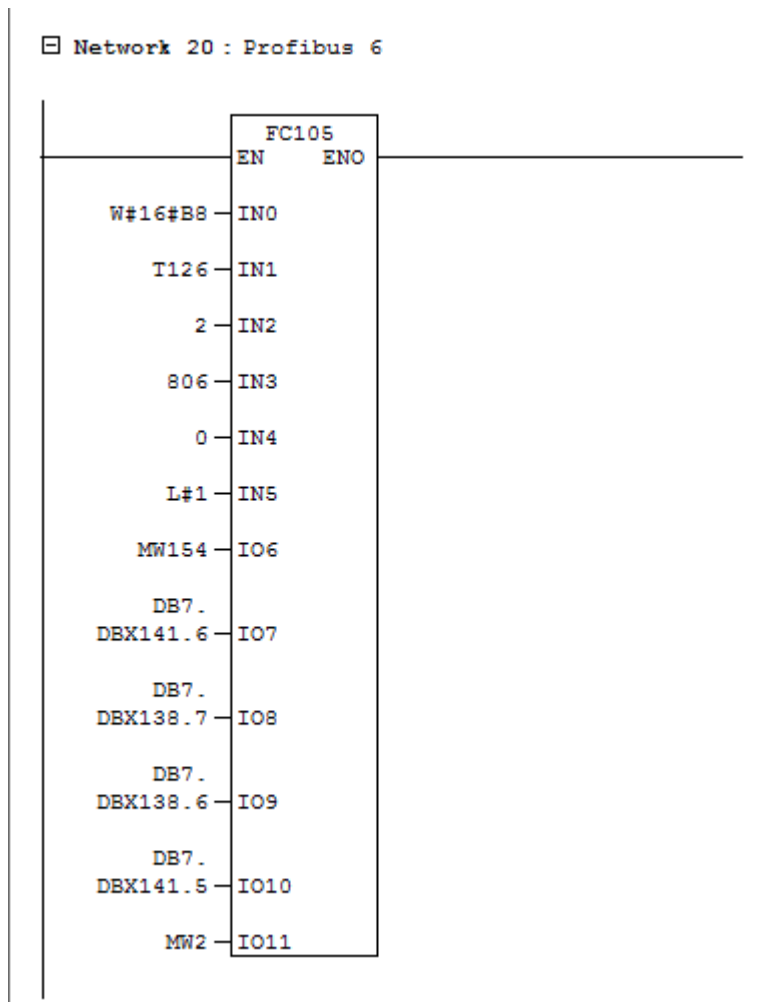 Network 20 : Profibus 6
FC105
EN ENO
W#16#B8 IN0
T126 IN1
2 IN2
806 IN3
0 IN4
L#1 IN5
MW154 IO6
DB7.
DBX141.6 IO7
DB7.
DBX138.7 IO8
DB7.
DBX138.6 IO9
DB7.
DBX141.5 IO10
MW2 IO11